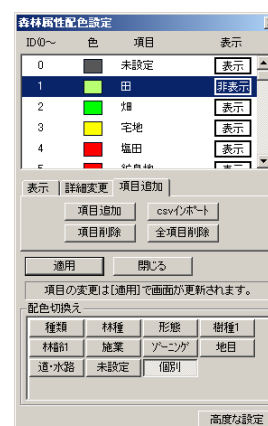 森林属性配色設定
ID(0～ 色 項目 表示
0 未設定 表示
1 田 非表示
2 畑 表示
3 宅地 表示
4 塩田 表示
表示 詳細変更 項目追加
項目追加 csvｲﾝﾎﾟｰﾄ
項目削除 全項目削除
適用 閉じる
項目の変更は[適用]で画面が更新されます。
配色切換え
種類 林種 形態 樹種1
林齢1 施業 ｿﾞｰﾆﾝｸﾞ 地目
道･水路 未設定 個別
高度な設定